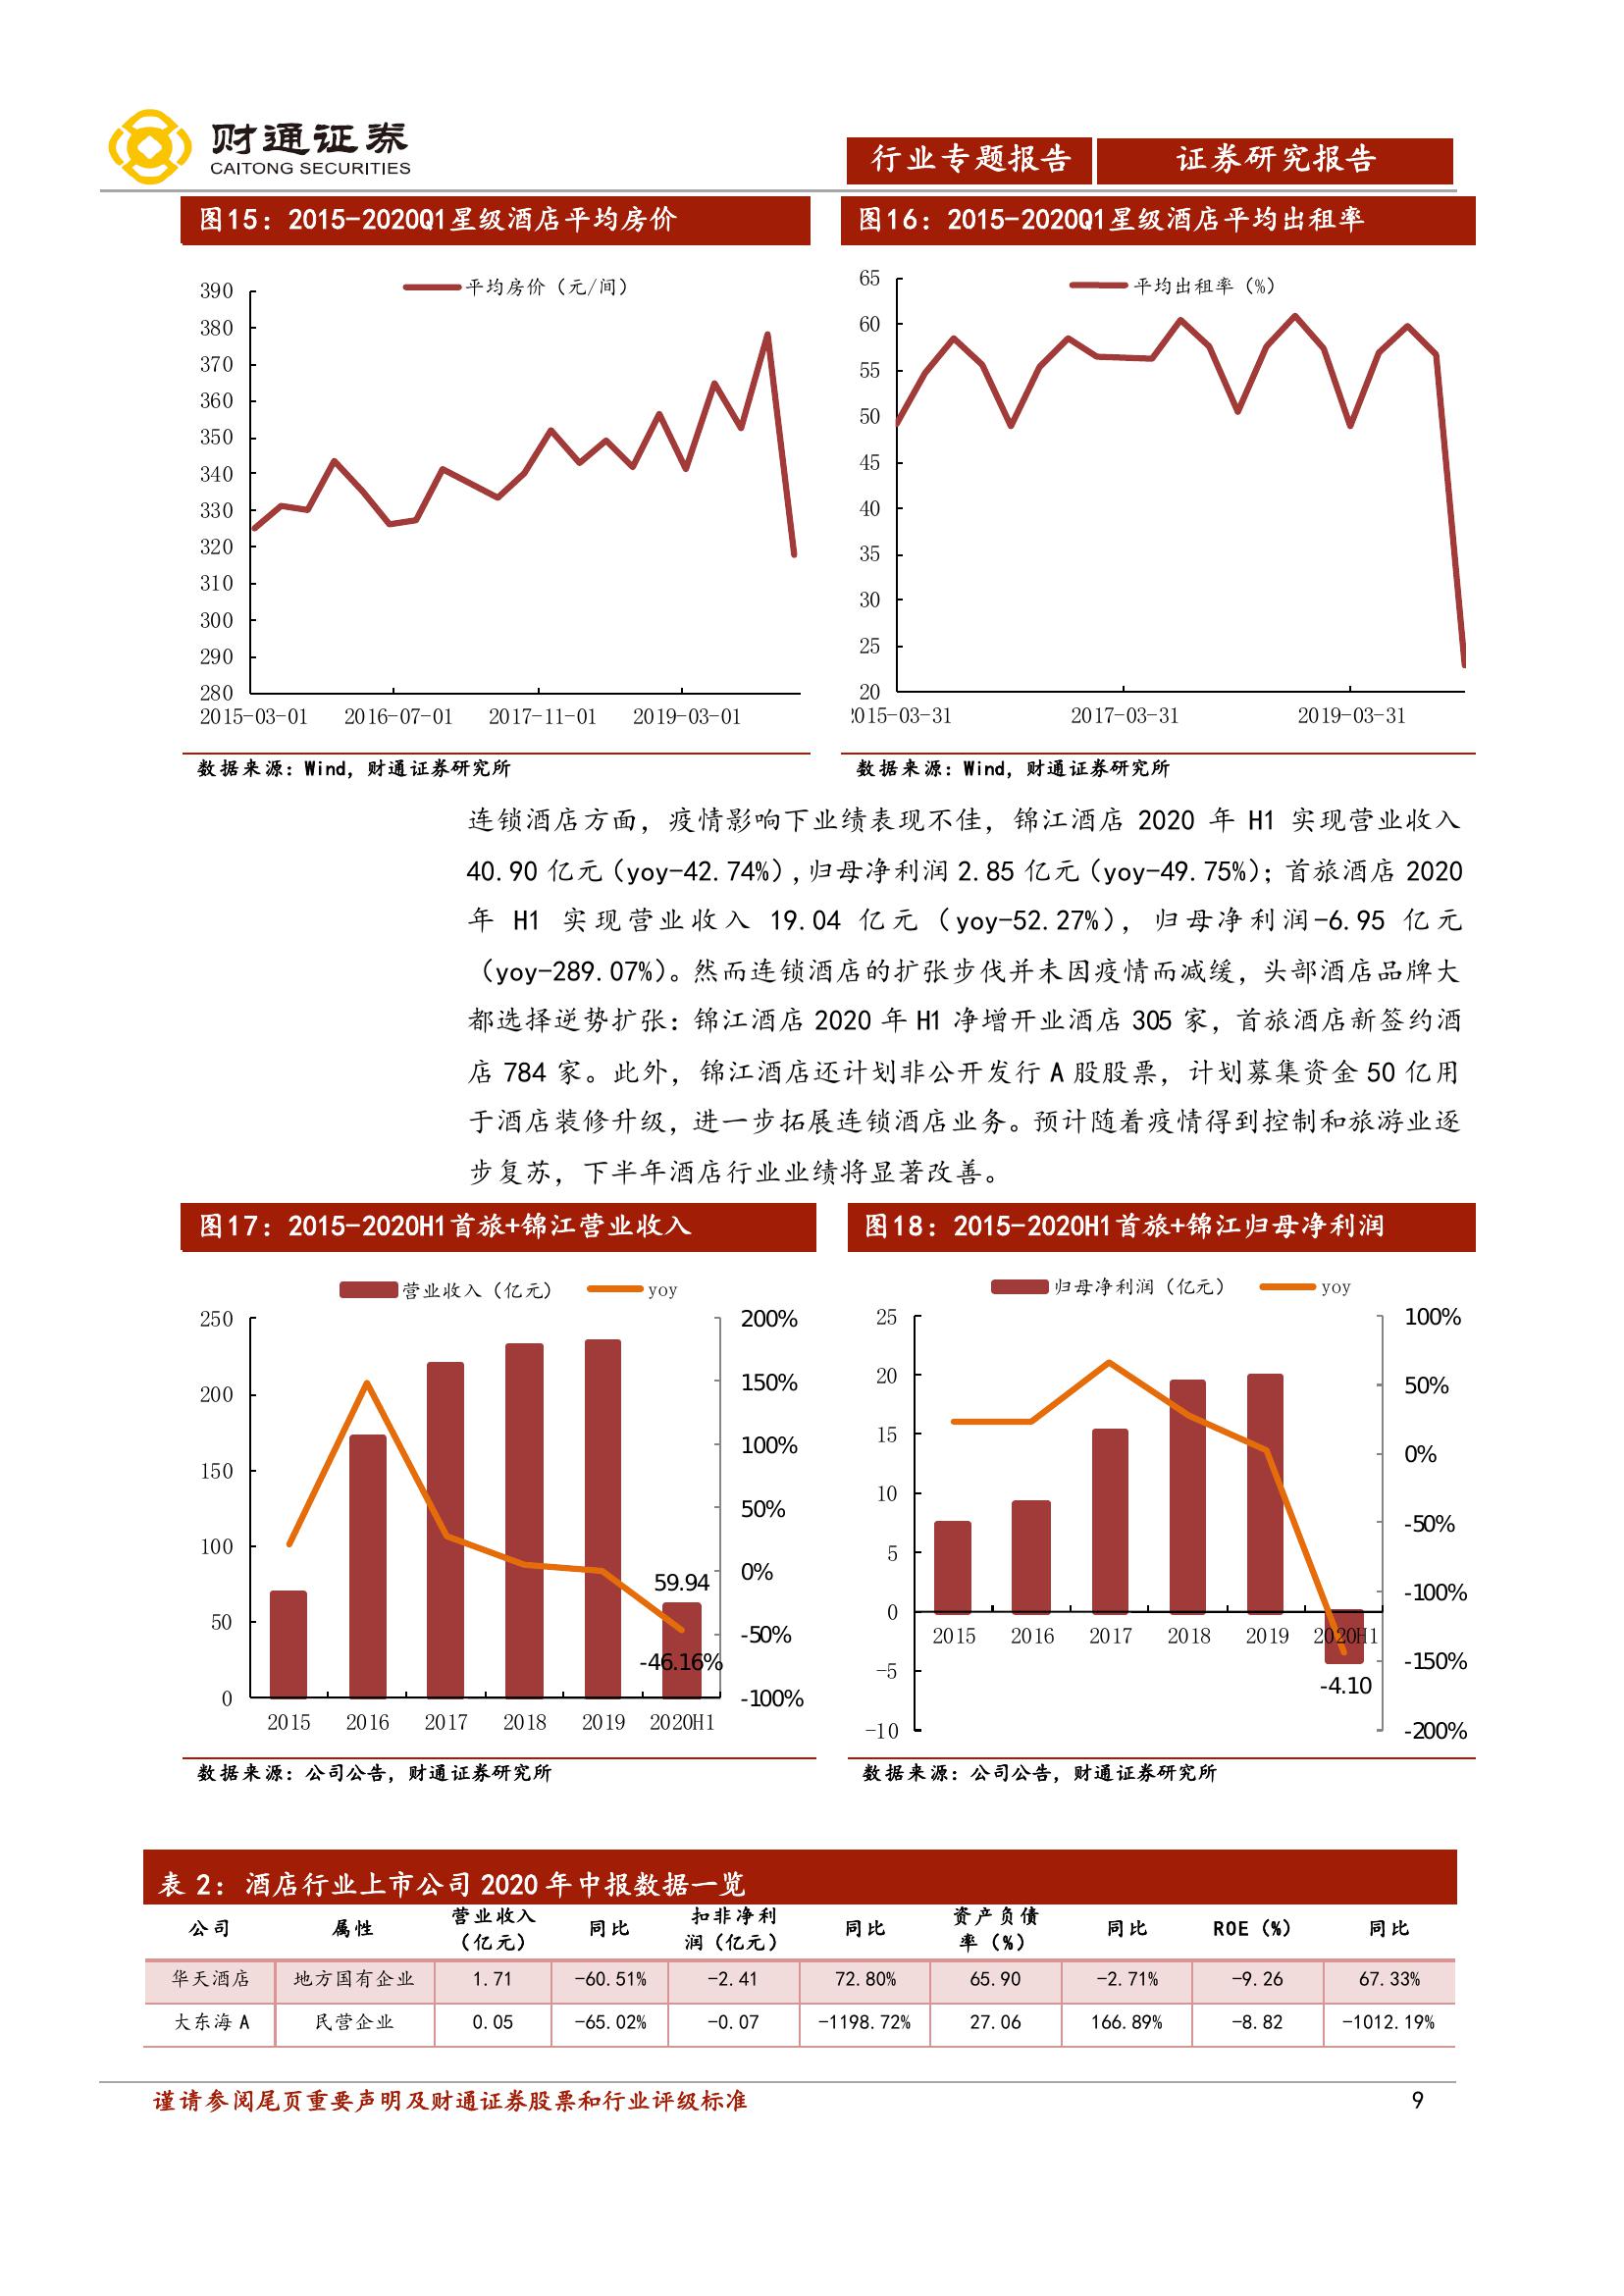 财通证券
CAITONG SECURITIES
行业专题报告
证券研究报告
图15：2015-2020Q1星级酒店平均房价
平均房价（元/间）
390
380
370
360
350
340
330
320
310
300
290
280
2015-03-01 2016-07-01 2017-11-01 2019-03-01
数据来源：Wind，财通证券研究所
图16：2015-2020Q1星级酒店平均出租率
平均出租率（%）
65
60
55
50
45
40
35
30
25
20
2015-03-31 2017-03-31 2019-03-31
数据来源：Wind，财通证券研究所
连锁酒店方面，疫情影响下业绩表现不佳，锦江酒店 2020 年 H1 实现营业收入
40.90 亿元（yoy-42.74%），归母净利润 2.85 亿元（yoy-49.75%）；首旅酒店 2020
年 H1 实现营业收入 19.04 亿元（yoy-52.27%），归母净利润-6.95 亿元
（yoy-289.07%）。然而连锁酒店的扩张步伐并未因疫情而减缓，头部酒店品牌大
都选择逆势扩张：锦江酒店 2020 年 H1 净增开业酒店 305 家，首旅酒店新签约酒
店 784 家。此外，锦江酒店还计划非公开发行 A 股股票，计划募集资金 50 亿用
于酒店装修升级，进一步拓展连锁酒店业务。预计随着疫情得到控制和旅游业逐
步复苏，下半年酒店行业业绩将显著改善。
图17：2015-2020H1首旅+锦江营业收入
营业收入（亿元） yoy
250
200
150
100
50
0
200%
150%
100%
50%
0%
-50%
-100%
59.94
-46.16%
2015 2016 2017 2018 2019 2020H1
数据来源：公司公告，财通证券研究所
图18：2015-2020H1首旅+锦江归母净利润
归母净利润（亿元） yoy
25
20
15
10
5
0
-5
-10
100%
50%
0%
-50%
-100%
-150%
-200%
2015 2016 2017 2018 2019 2020H1
-4.10
数据来源：公司公告，财通证券研究所
表 2：酒店行业上市公司 2020 年中报数据一览
公司 属性 营业收入（亿元） 同比 扣非净利润（亿元） 同比 资产负债率（%） 同比 ROE（%） 同比
华天酒店 地方国有企业 1.71 -60.51% -2.41 72.80% 65.90 -2.71% -9.26 67.33%
大东海 A 民营企业 0.05 -65.02% -0.07 -1198.72% 27.06 166.89% -8.82 -1012.19%
谨请参阅尾页重要声明及财通证券股票和行业评级标准
9